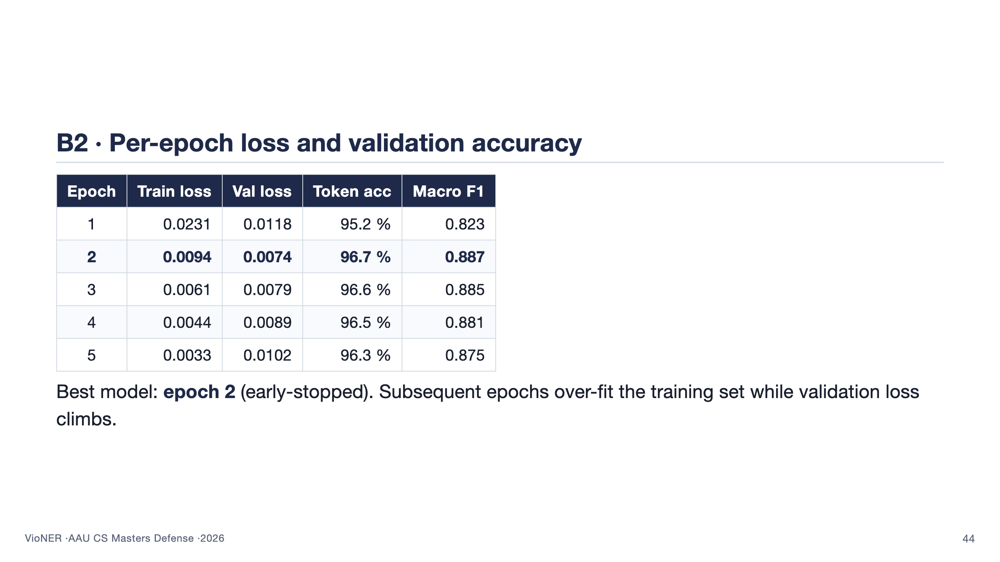 B2 · Per-epoch loss and validation accuracy
Epoch Train loss Val loss Token acc Macro F1
1 0.0231 0.0118 95.2 % 0.823
2 0.0094 0.0074 96.7 % 0.887
3 0.0061 0.0079 96.6 % 0.885
4 0.0044 0.0089 96.5 % 0.881
5 0.0033 0.0102 96.3 % 0.875
Best model: epoch 2 (early-stopped). Subsequent epochs over-fit the training set while validation loss
climbs.
VioNER ·AAU CS Masters Defense ·2026 44